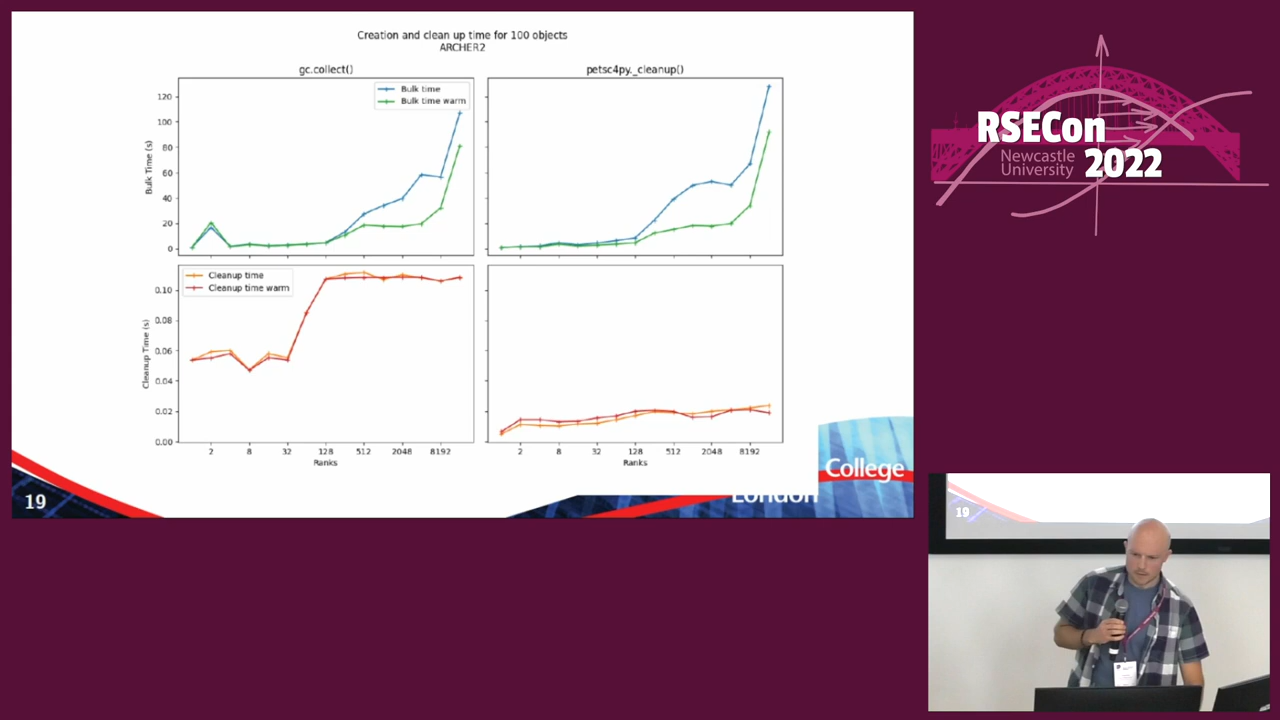 Creation and clean up time for 100 objects
ARCHER2
gc.collect()
petsc4py._cleanup()
Bulk time
Bulk time warm
120
100
80
60
40
20
0
Bulk Time (s)
Cleanup time
Cleanup time warm
0.10
0.08
0.06
0.04
0.02
0.00
Cleanup Time (s)
2 8 32 128 512 2048 8192
Ranks
2 8 32 128 512 2048 8192
Ranks
College
London
19
RSECon
2022
Newcastle
University
19